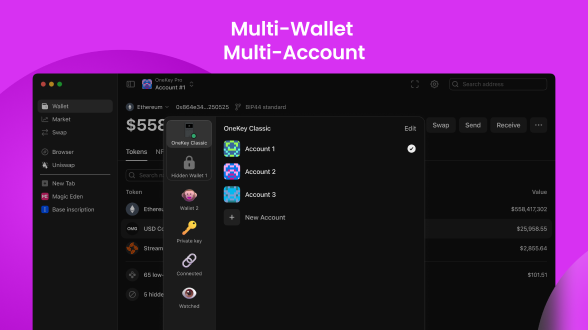 Multi-Wallet
Multi-Account
OneKey Pro
Account #1
Search address
Wallet
Market
Swap
Browser
Uniswap
New Tab
Magic Eden
Base inscription
Ethereum
0x864e34...250525
BIP44 standard
$558
Swap
Send
Receive
Tokens
NF
Search
Token
Value
Ethere
$558,417,302
OMG
USD Co
$25,958.55
Stream
$2,855.64
65 low-
$101.51
5 hidde
OneKey Classic
Hidden Wallet 1
Wallet 2
Private key
Connected
Watched
OneKey Classic
Edit
Account 1
Account 2
Account 3
New Account